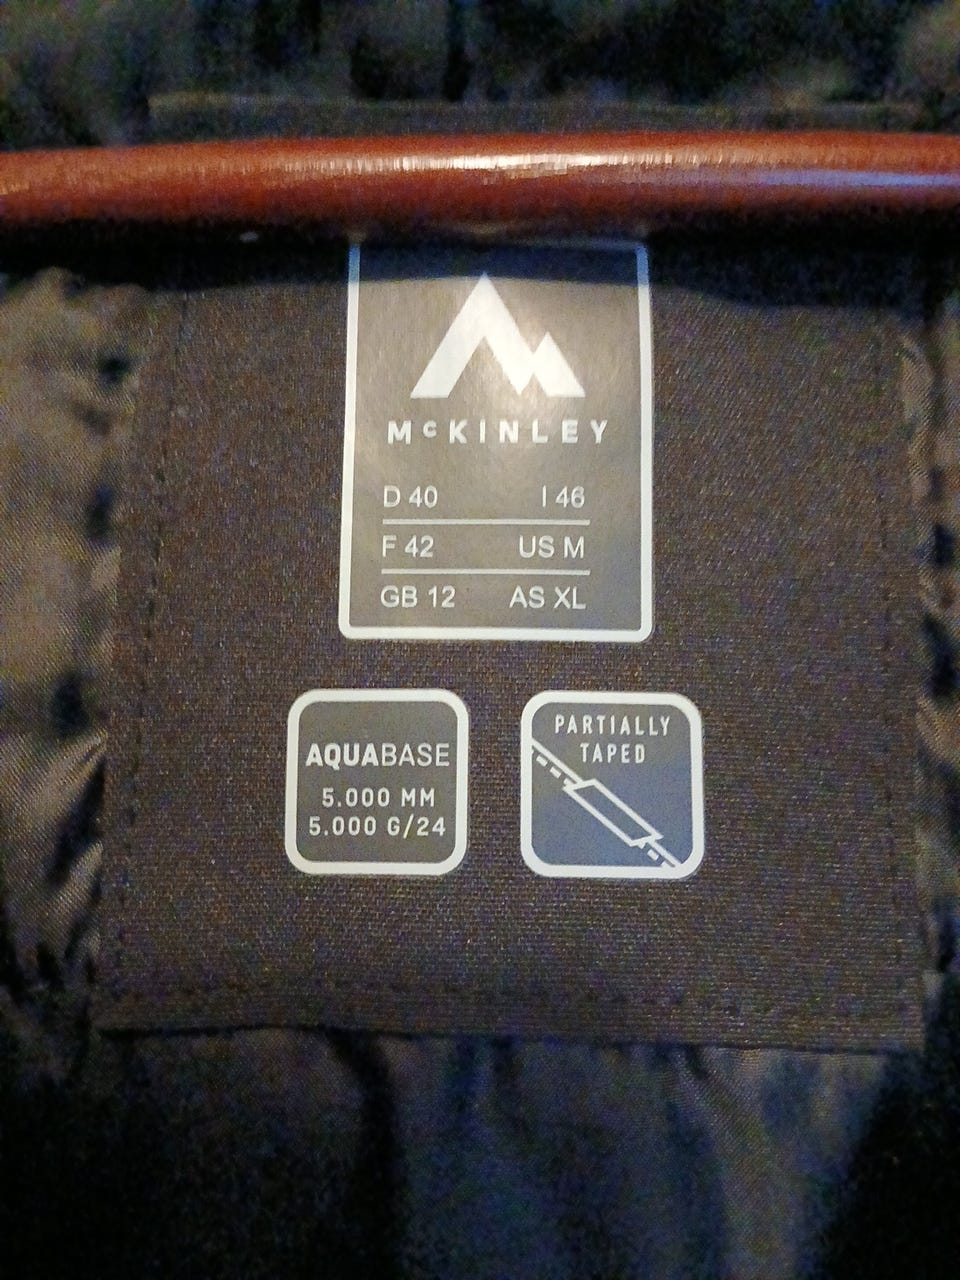 McKINLEY
D 40 I 46
F 42 US M
GB 12 AS XL
AQUABASE
5.000 MM
5.000 G/24
PARTIALLY
TAPED